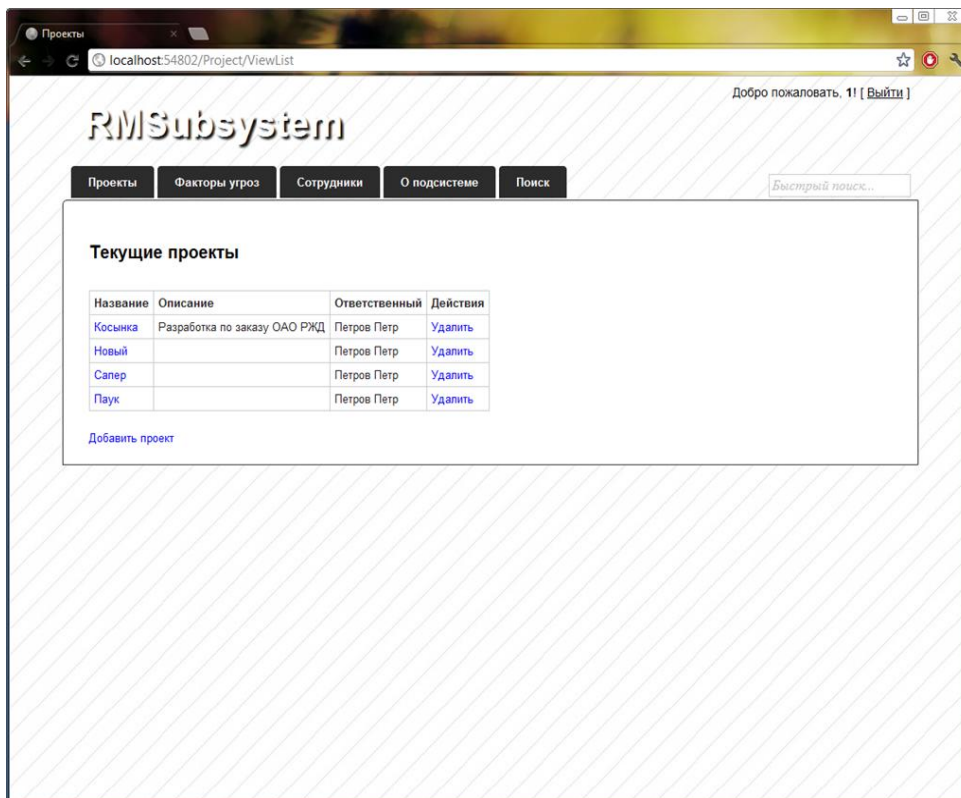 Проекты
localhost:54802/Project/ViewList
Добро пожаловать, 1! [ Выйти ]
RMSubsystem
Проекты Факторы угроз Сотрудники О подсистеме Поиск Быстрый поиск...
Текущие проекты
Название Описание Ответственный Действия
Косынка Разработка по заказу ОАО РЖД Петров Петр Удалить
Новый Петров Петр Удалить
Сапер Петров Петр Удалить
Паук Петров Петр Удалить
Добавить проект